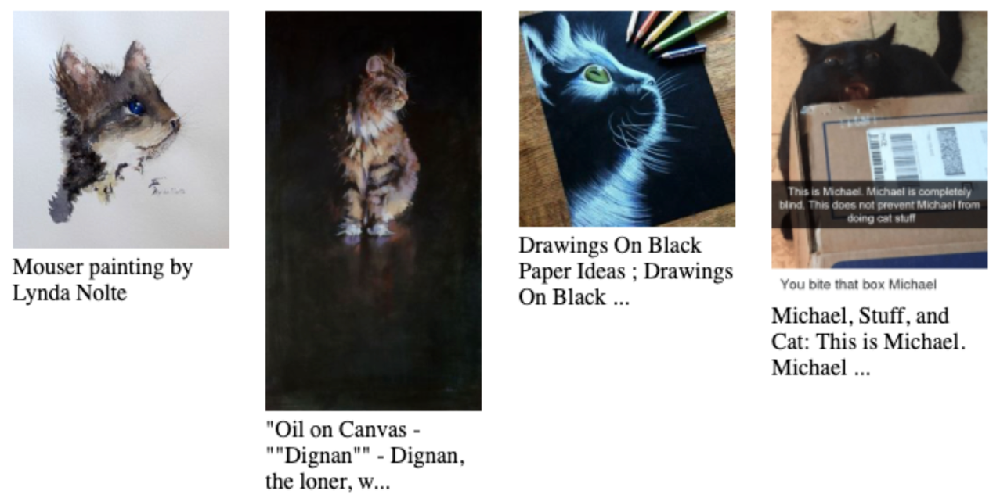 Mouser painting by
Lynda Nolte
"Oil on Canvas -
""Dignan"" - Dignan,
the loner, w...
Drawings On Black
Paper Ideas ; Drawings
On Black ...
This is Michael. Michael is completely
blind. This does not prevent Michael from
doing cat stuff
You bite that box Michael
Michael, Stuff, and
Cat: This is Michael.
Michael ...